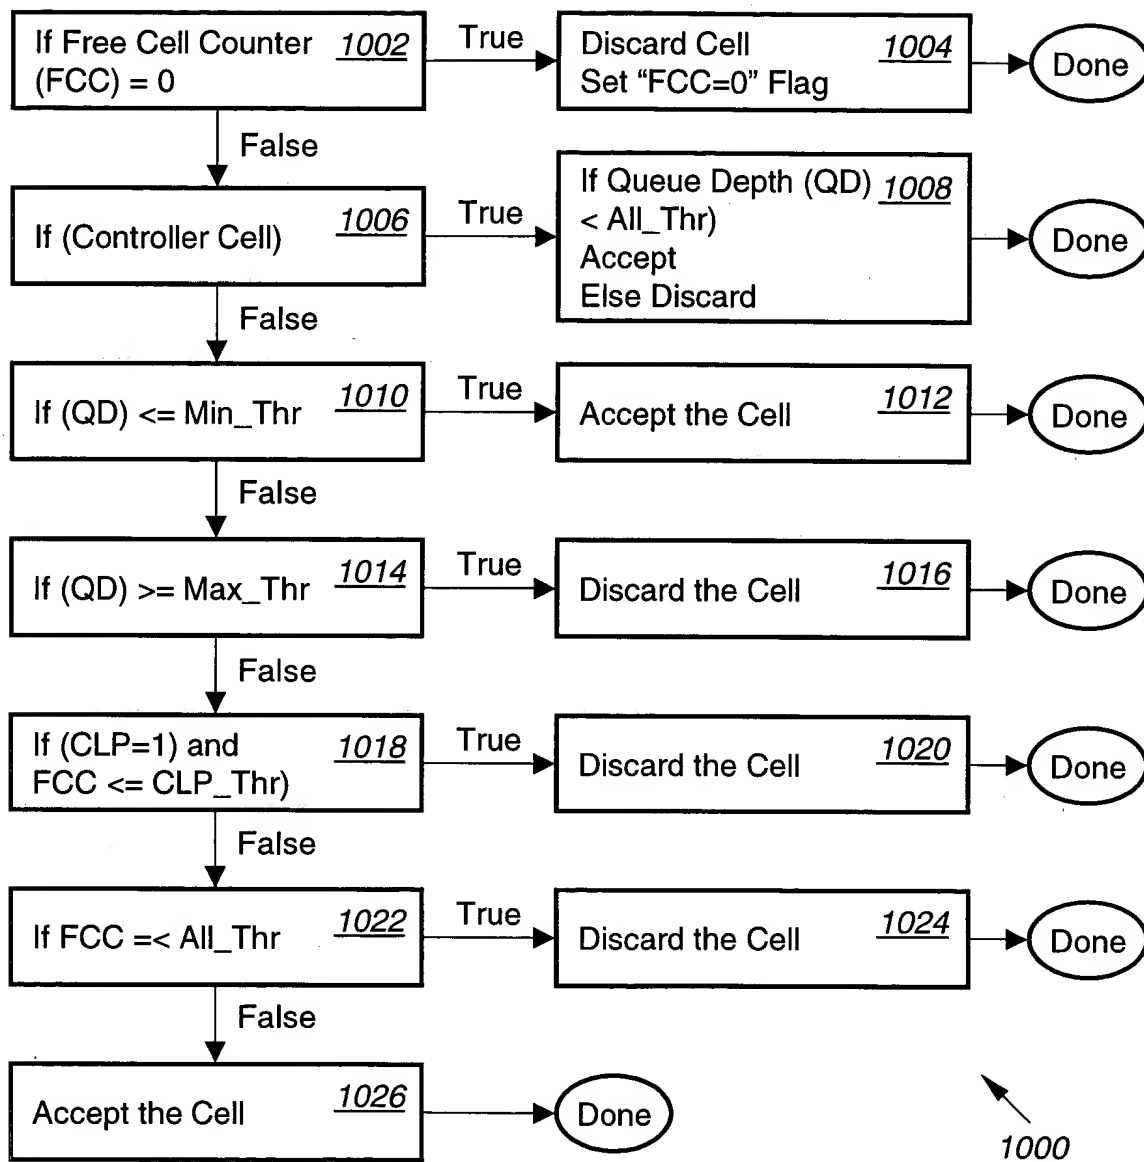 If Free Cell Counter 1002
(FCC) = 0
True
Discard Cell 1004
Set “FCC=0” Flag
Done
False
If (Controller Cell) 1006
True
If Queue Depth (QD) 1008
< All_Thr)
Accept
Else Discard
Done
False
If (QD) <= Min_Thr 1010
True
Accept the Cell 1012
Done
False
If (QD) >= Max_Thr 1014
True
Discard the Cell 1016
Done
False
If (CLP=1) and 1018
FCC <= CLP_Thr)
True
Discard the Cell 1020
Done
False
If FCC =< All_Thr 1022
True
Discard the Cell 1024
Done
False
Accept the Cell 1026
Done
1000